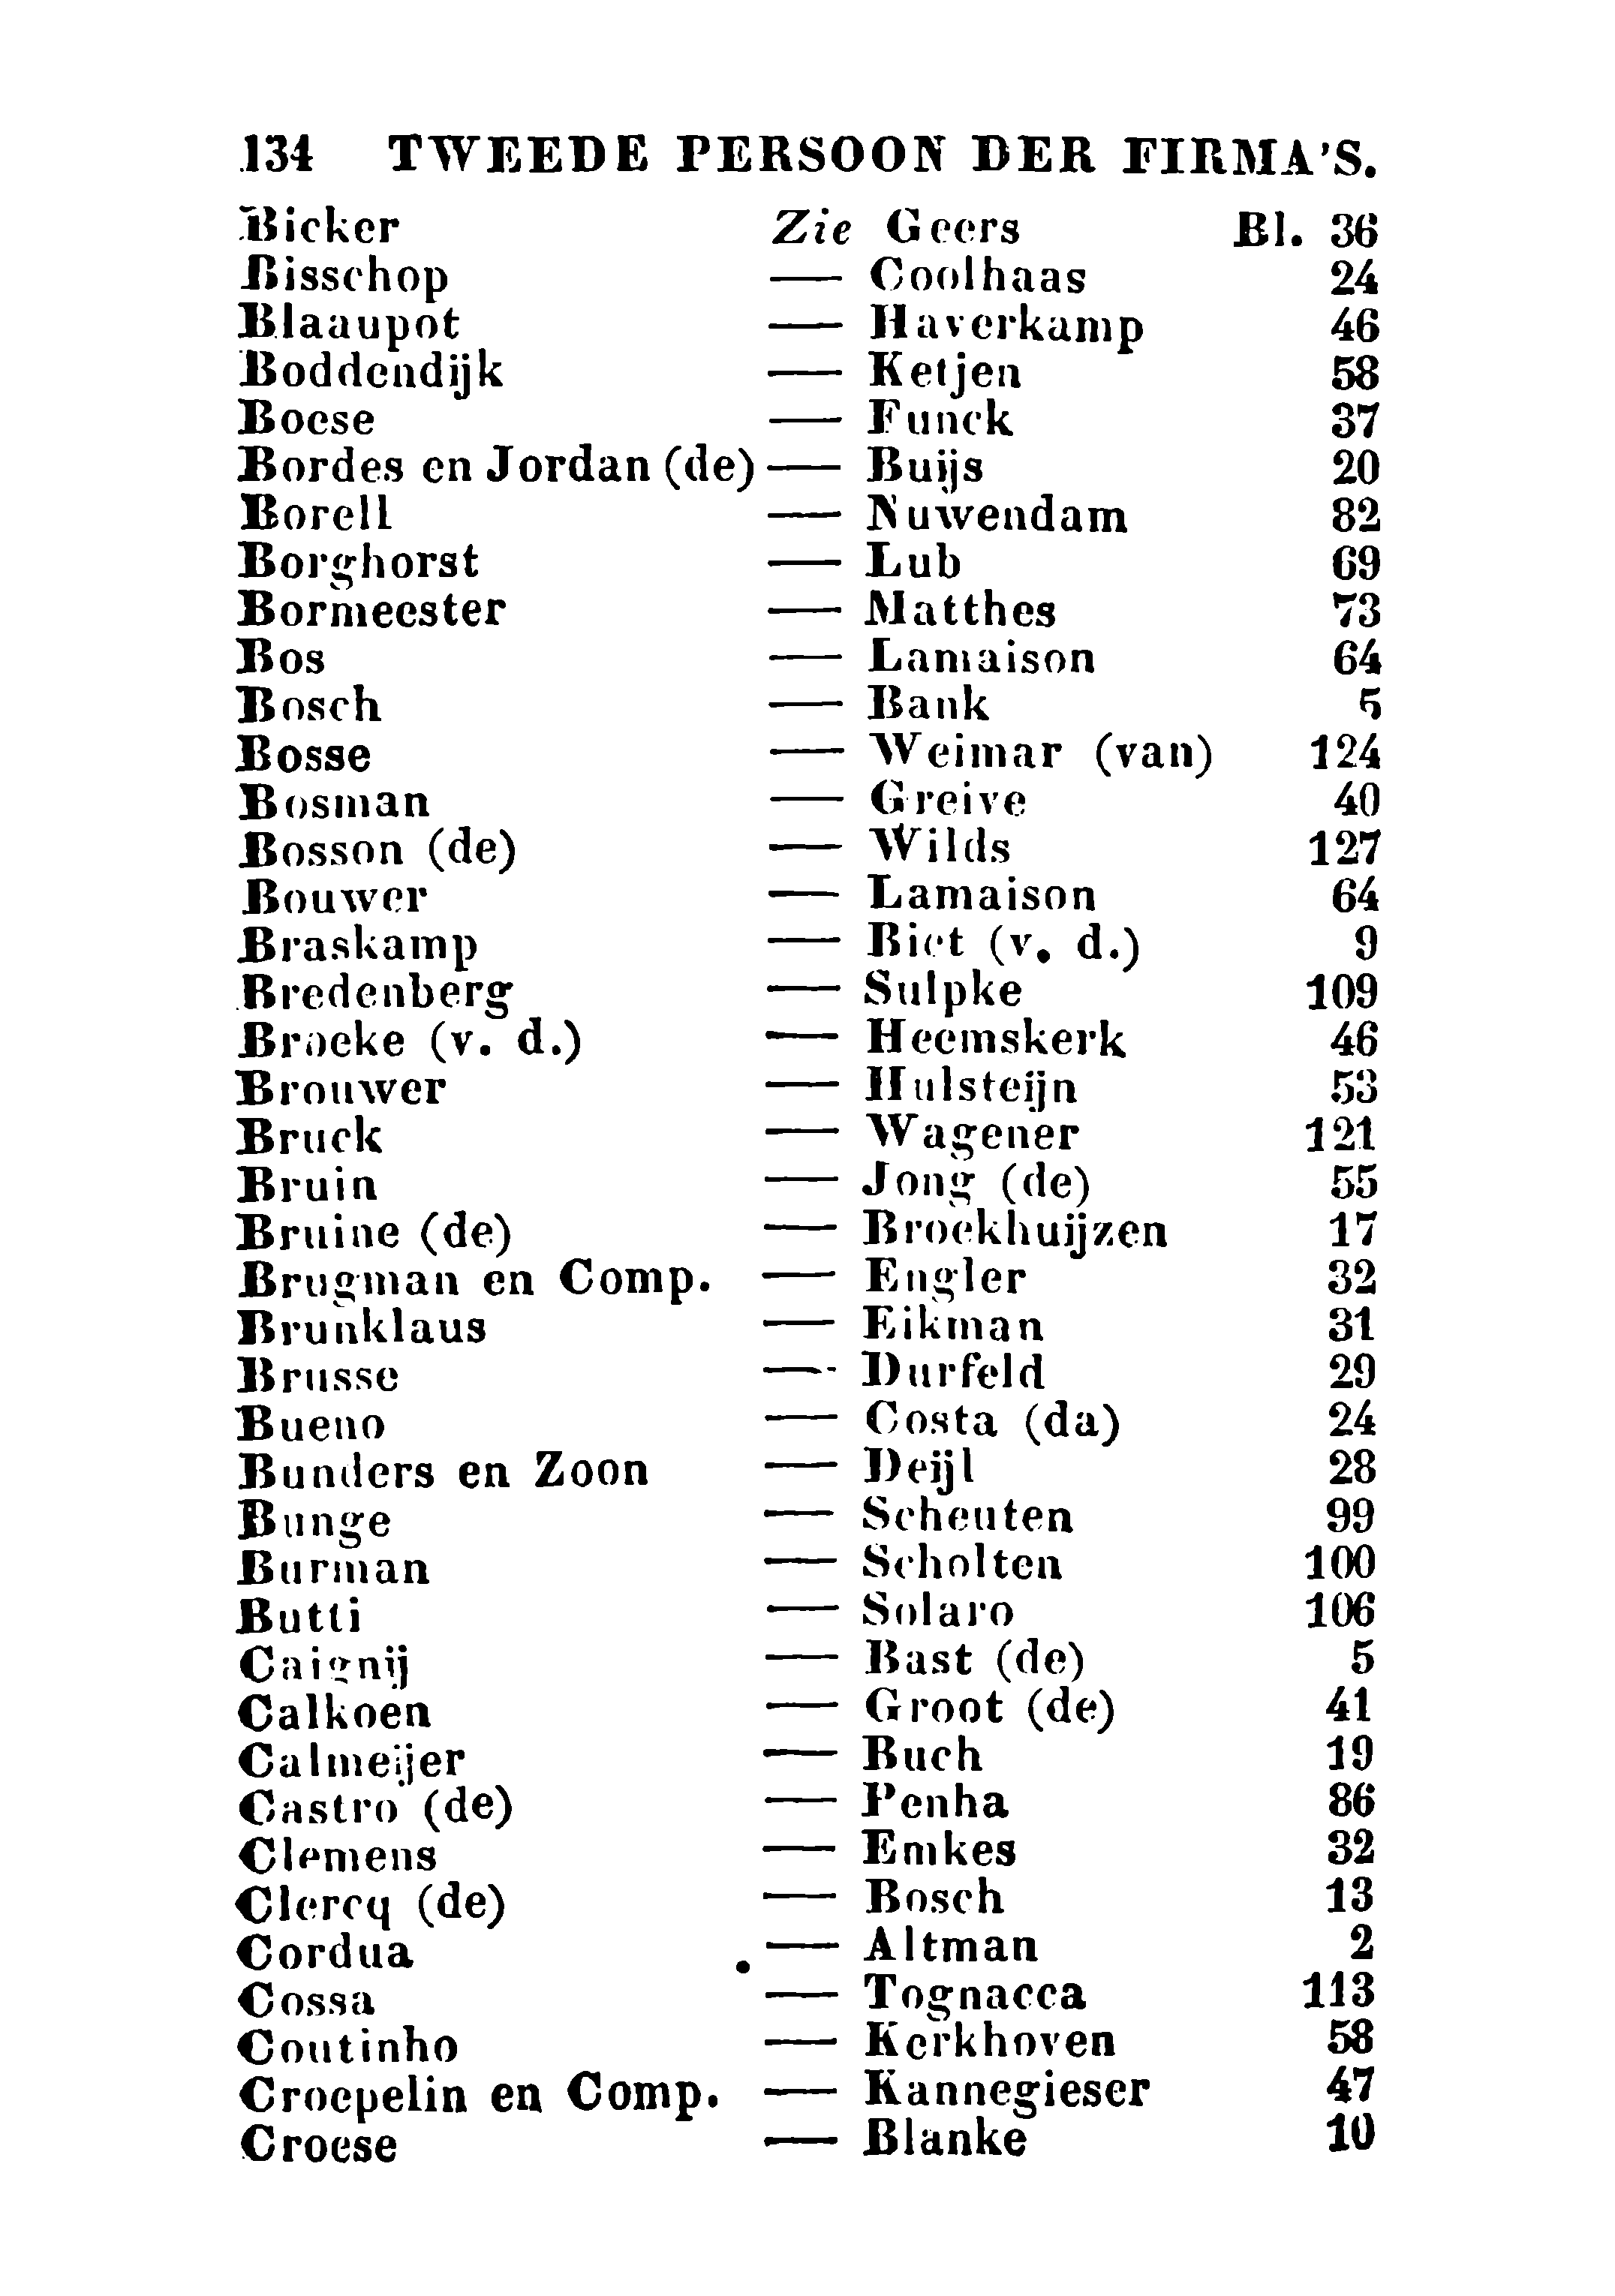 134 TWEEDE PERSOON DER FIRMA'S.
Bicker Zie Geers Bl. 36
Bisschop — Coolhaas 24
Blaaupot — Haverkamp 46
Boddendijk — Ketjen 58
Boese — Funck 37
Bordes en Jordan (de) — Buijs 20
Borell — Nuwendam 82
Borghorst — Lub 69
Bormeester — Matthes 73
Bos — Lamaison 64
Bosch — Bank 5
Bosse — Weimar (van) 124
Bosman — Greive 40
Bosson (de) — Wilds 127
Bouwer — Lamaison 64
Braskamp — Biet (v. d.) 9
Bredenberg — Sulpke 109
Broeke (v. d.) — Heemskerk 46
Brouwer — Hulsteijn 53
Bruck — Wagener 121
Bruin — Jong (de) 55
Bruine (de) — Broekhuijzen 17
Brugman en Comp. — Engler 32
Brunklaus — Eikman 31
Brusse — Durfeld 29
Bueno — Costa (da) 24
Bunders en Zoon — Deijl 28
Bunge — Scheuten 99
Burman — Scholten 100
Butti — Solaro 106
Caignij — Bast (de) 5
Calkoen — Groot (de) 41
Calmeijer — Buch 19
Castro (de) — Penha 86
Clemens — Emkes 32
Clercq (de) — Bosch 13
Cordua — Altman 2
Cossa — Tognacca 113
Coutinho — Kerkhoven 58
Croepelin en Comp. — Kannegieser 47
Croese — Blanke 10